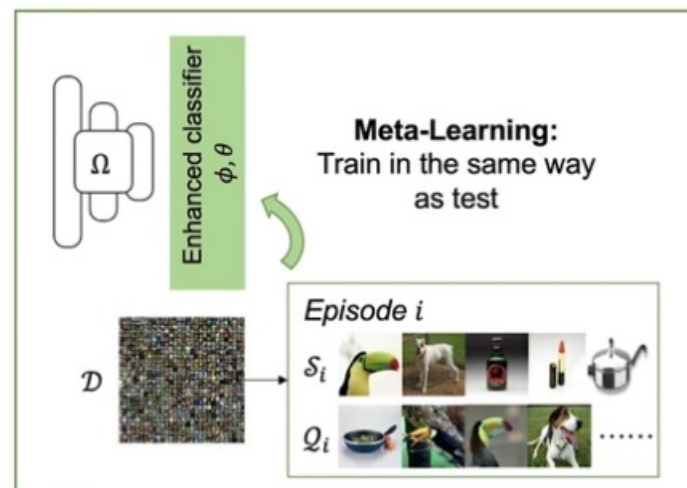 Ω
Enhanced classifier
ϕ, θ
Meta-Learning:
Train in the same way
as test
𝒟
Episode i
𝒮ᵢ
𝒬ᵢ ......